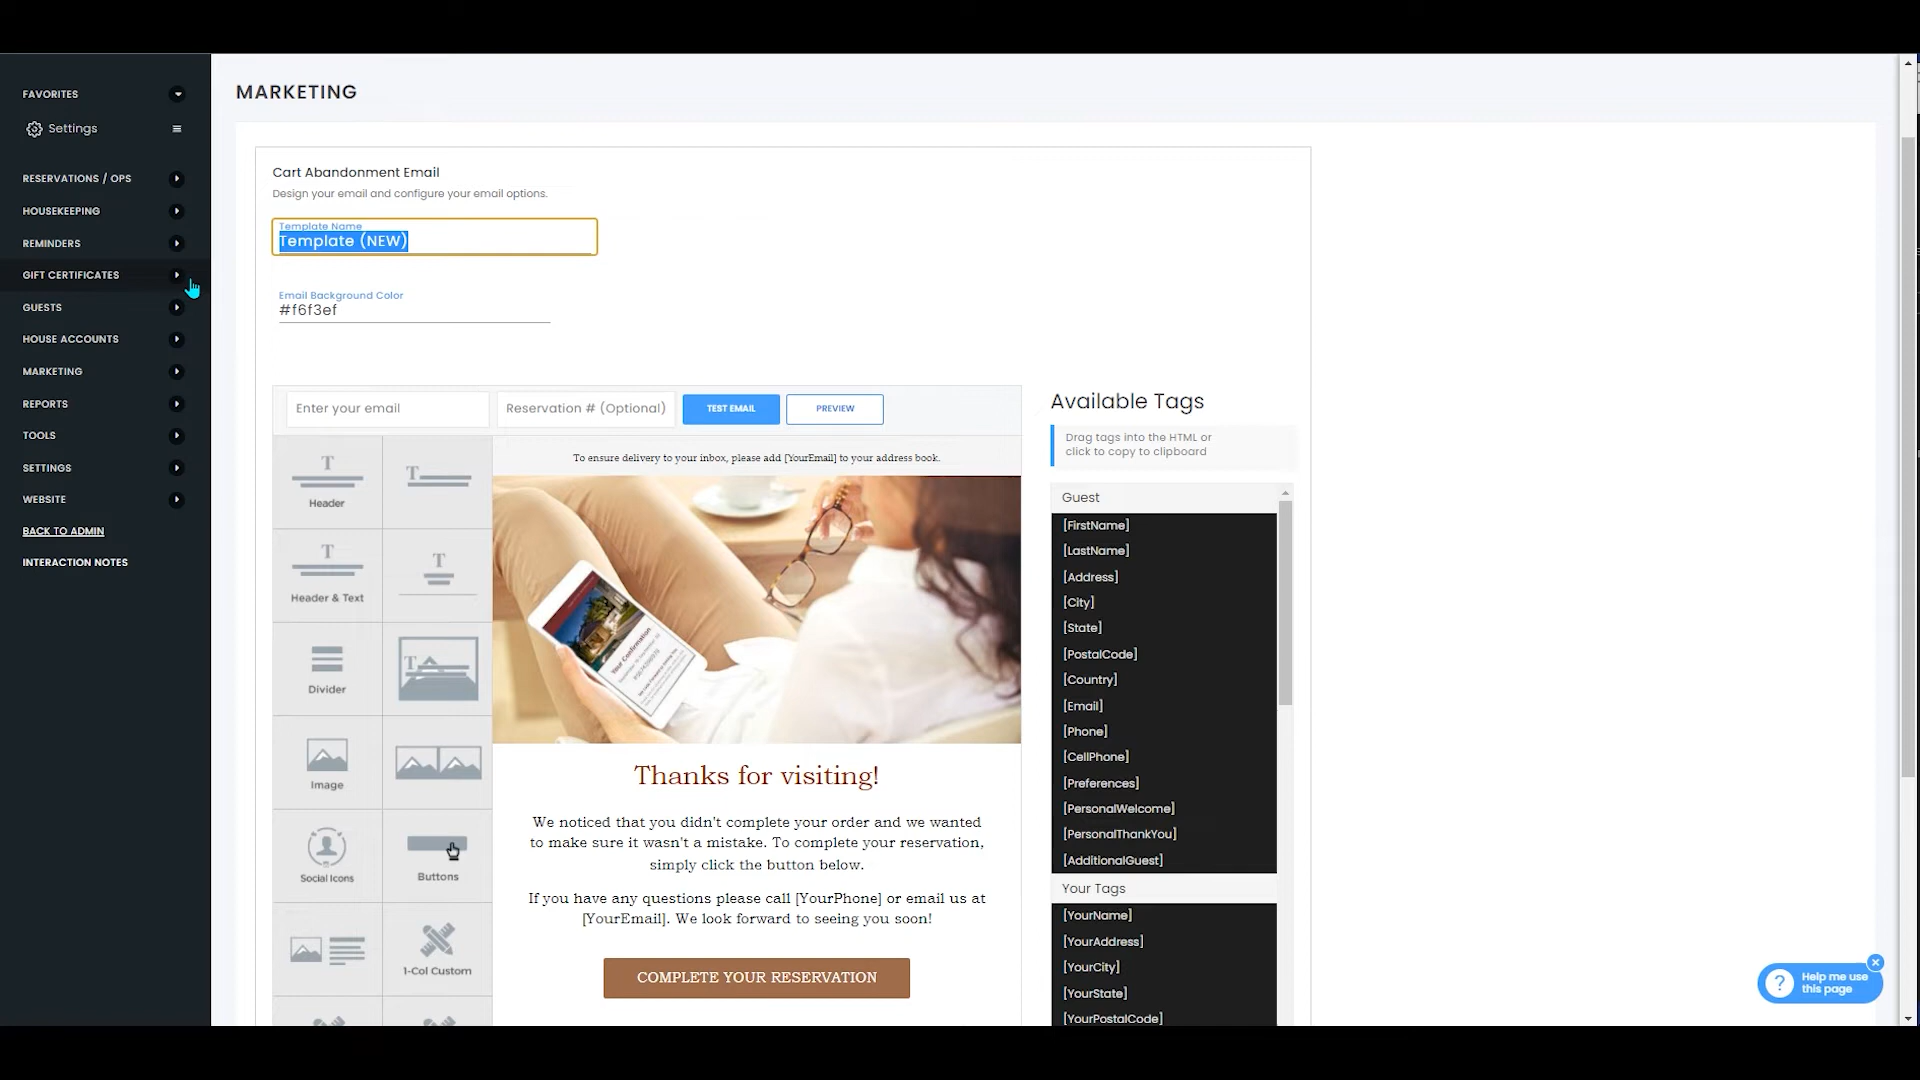 FAVORITES
Settings
RESERVATIONS / OPS
HOUSEKEEPING
REMINDERS
GIFT CERTIFICATES
GUESTS
HOUSE ACCOUNTS
MARKETING
REPORTS
TOOLS
SETTINGS
WEBSITE
BACK TO ADMIN
INTERACTION NOTES
MARKETING
Cart Abandonment Email
Design your email and configure your email options.
Template Name
Template (NEW)
Email Background Color
#f6f3ef
Enter your email
Reservation # (Optional)
TEST EMAIL
PREVIEW
T
Header
T
T
Header & Text
T
Divider
T
Image
Social Icons
Buttons
1-Col Custom
To ensure delivery to your inbox, please add [YourEmail] to your address book.
Your Confirmation
Thanks for visiting!
We noticed that you didn't complete your order and we wanted
to make sure it wasn't a mistake. To complete your reservation,
simply click the button below.
If you have any questions please call [YourPhone] or email us at
[YourEmail]. We look forward to seeing you soon!
COMPLETE YOUR RESERVATION
Available Tags
Drag tags into the HTML or
click to copy to clipboard
Guest
[FirstName]
[LastName]
[Address]
[City]
[State]
[PostalCode]
[Country]
[Email]
[Phone]
[CellPhone]
[Preferences]
[PersonalWelcome]
[PersonalThankYou]
[AdditionalGuest]
Your Tags
[YourName]
[YourAddress]
[YourCity]
[YourState]
[YourPostalCode]
?
Help me use
this page